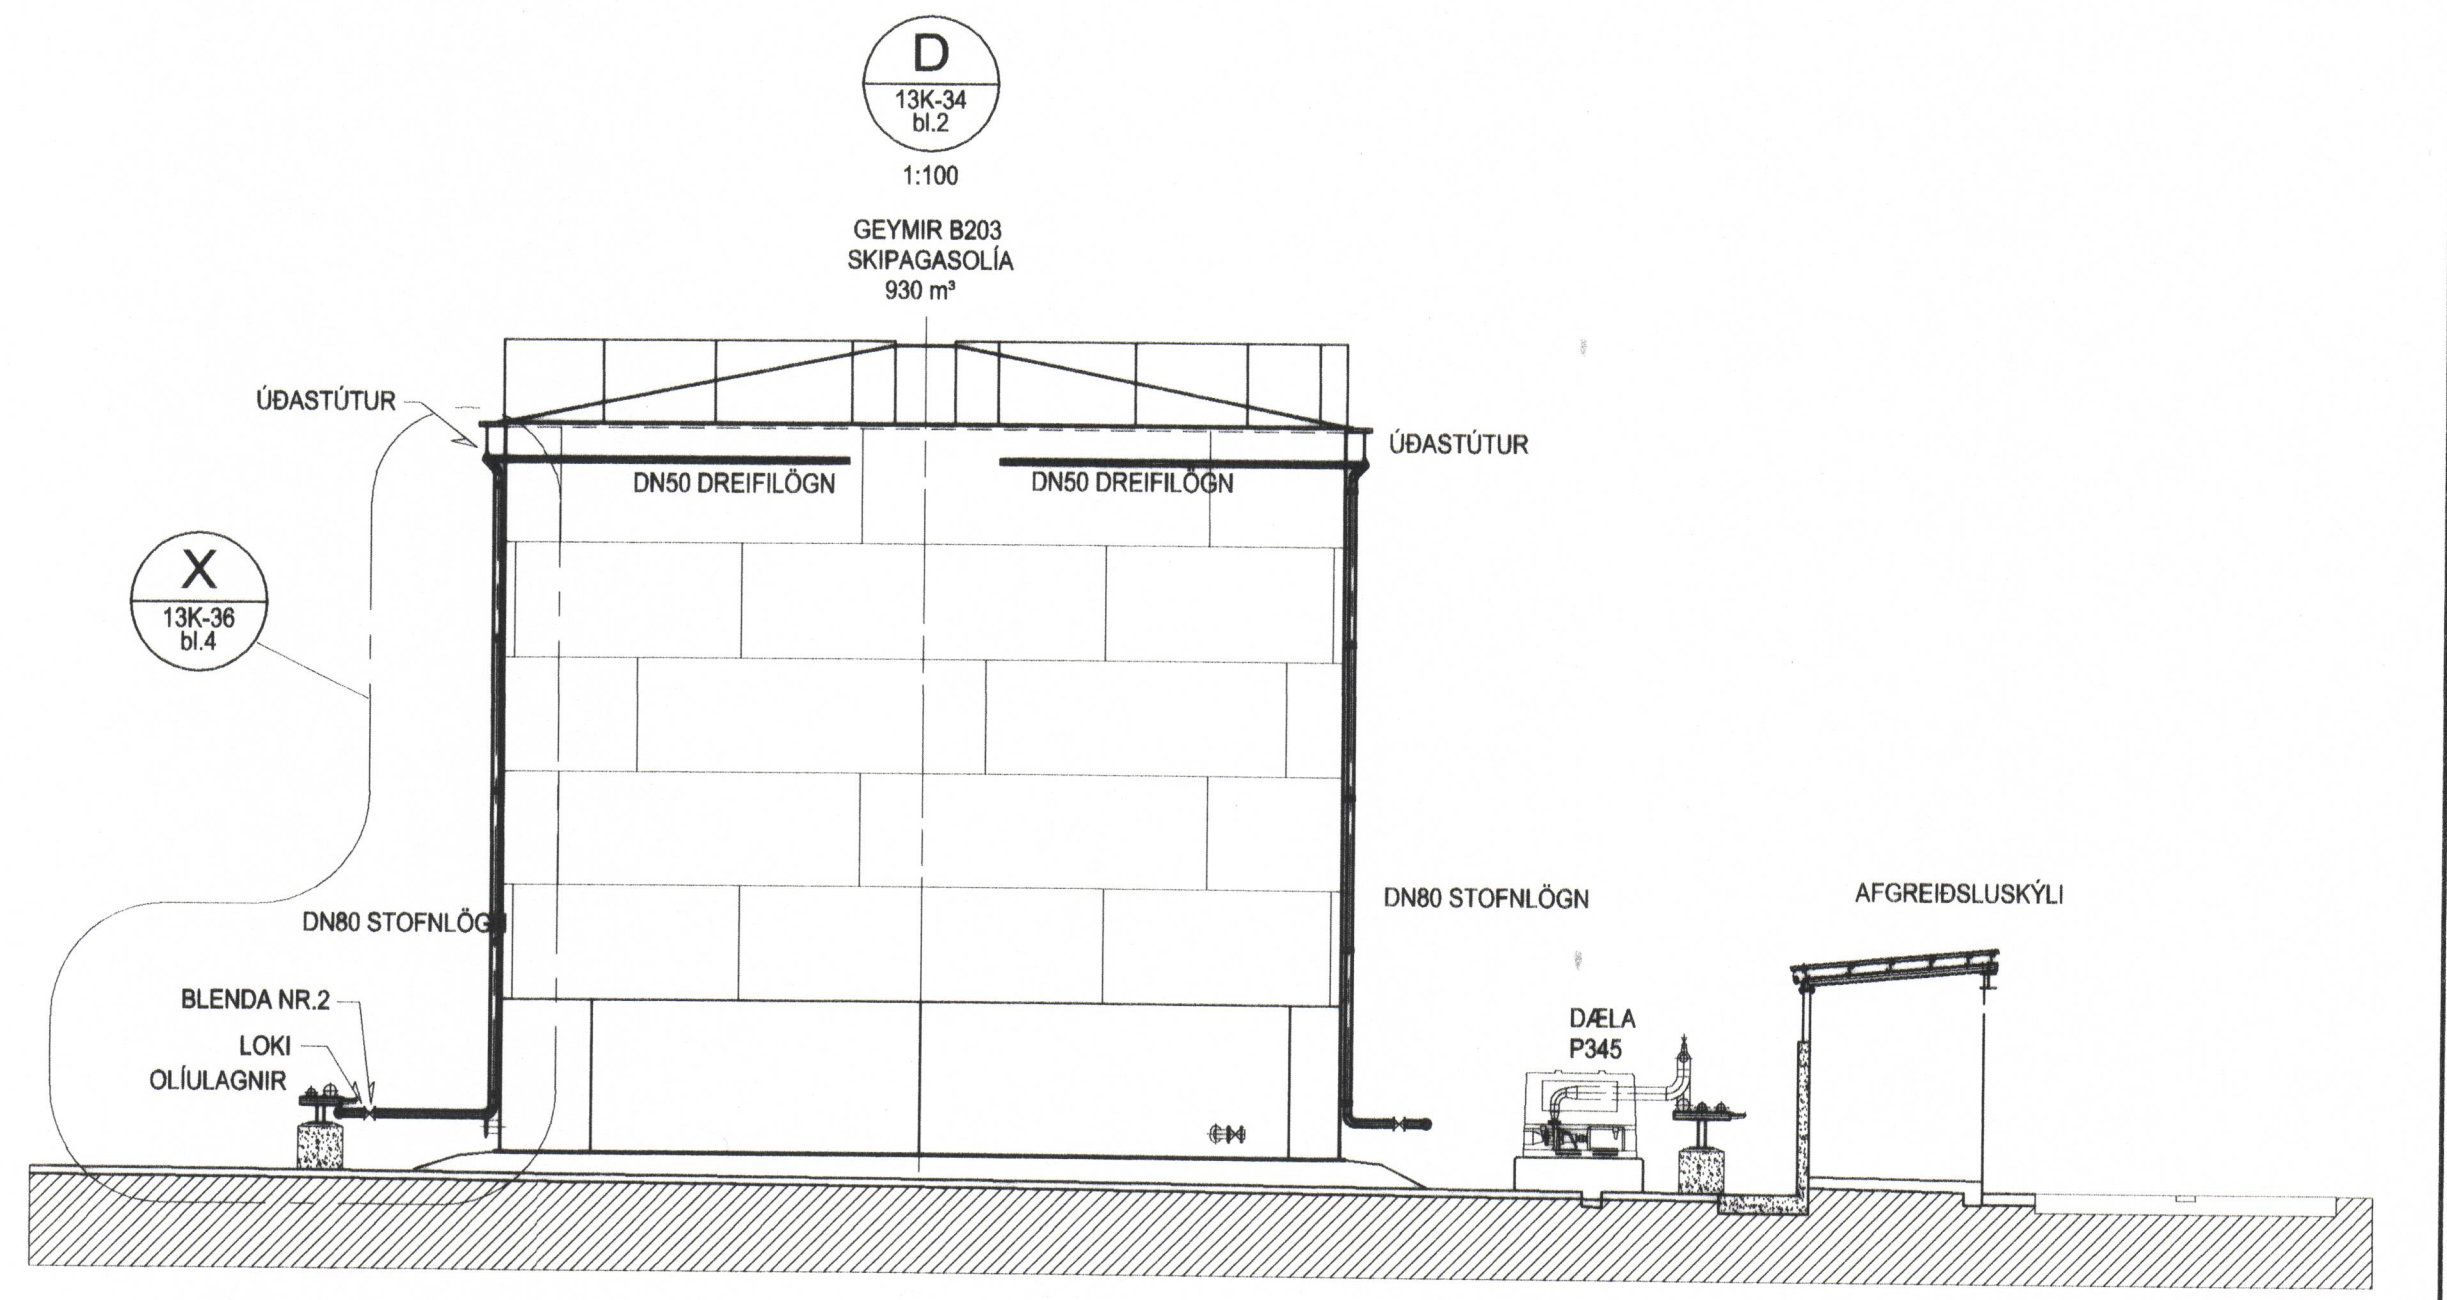 D
13K-34
bl.2
1:100
GEYMIR B203
SKIPAGASOLÍA
930 m³
ÚÐASTÚTUR
ÚÐASTÚTUR
DN50 DREIFILÖGN
DN50 DREIFILÖGN
X
13K-36
bl.4
DN80 STOFNLÖGN
DN80 STOFNLÖGN
AFGREIÐSLUSKÝLI
BLENDA NR.2
LOKI
OLÍULAGNIR
DÆLA
P345